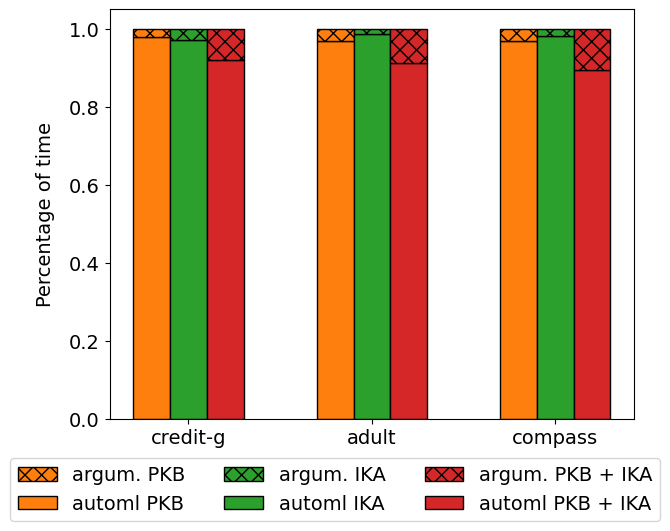 Percentage of time
1.0
0.8
0.6
0.4
0.2
0.0
credit-g adult compass
argum. PKB argum. IKA argum. PKB + IKA
automl PKB automl IKA automl PKB + IKA